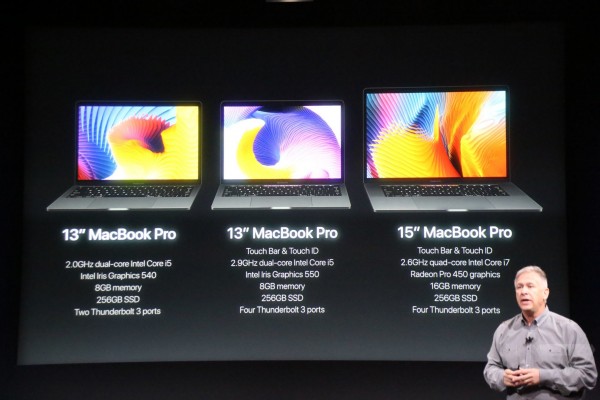 13” MacBook Pro
2.0GHz dual-core Intel Core i5
Intel Iris Graphics 540
8GB memory
256GB SSD
Two Thunderbolt 3 ports
13” MacBook Pro
Touch Bar & Touch ID
2.9GHz dual-core Intel Core i5
Intel Iris Graphics 550
8GB memory
256GB SSD
Four Thunderbolt 3 ports
15” MacBook Pro
Touch Bar & Touch ID
2.6GHz quad-core Intel Core i7
Radeon Pro 450 graphics
16GB memory
256GB SSD
Four Thunderbolt 3 ports